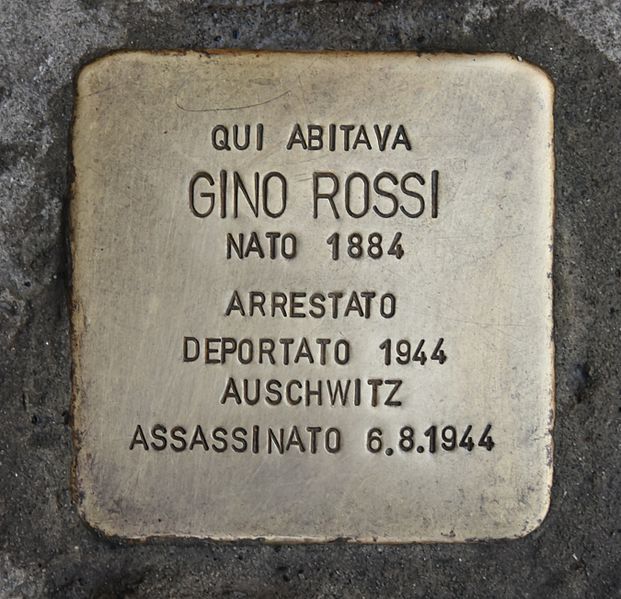 QUI ABITAVA
GINO ROSSI
NATO 1884
ARRESTATO
DEPORTATO 1944
AUSCHWITZ
ASSASSINATO 6.8.1944